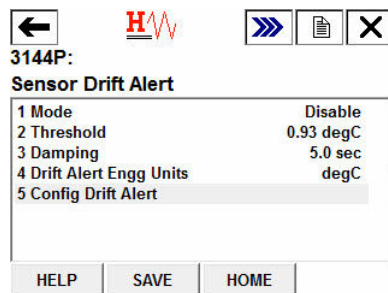 H
3144P:
Sensor Drift Alert
1 Mode Disable
2 Threshold 0.93 degC
3 Damping 5.0 sec
4 Drift Alert Engg Units degC
5 Config Drift Alert
HELP SAVE HOME